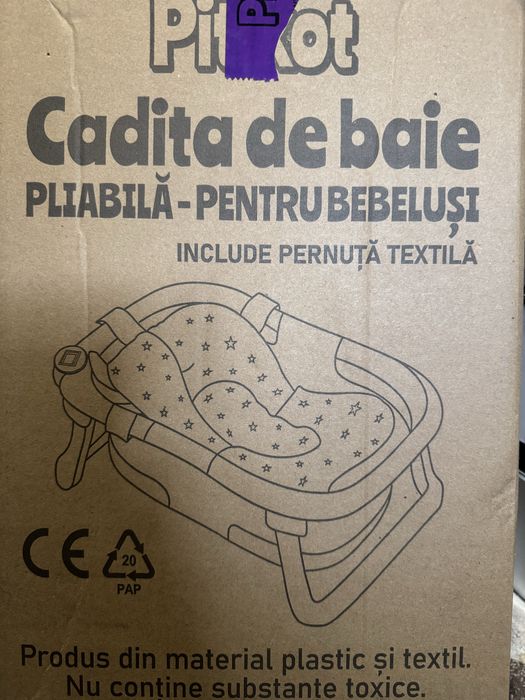 Cadita de baie
PLIABILĂ - PENTRU BEBELUȘI
INCLUDE PERNUȚĂ TEXTILĂ
CE
20
PAP
Produs din material plastic și textil.
Nu conține substanțe toxice.